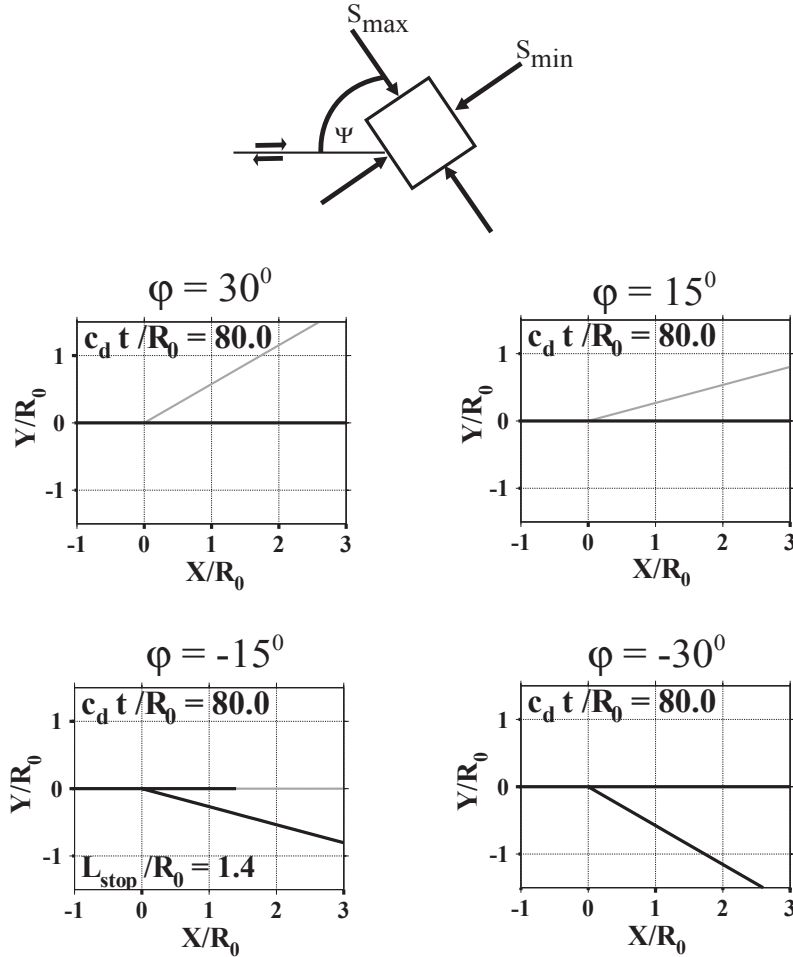 S_max
S_min
Ψ
φ = 30⁰
c_d t /R_0 = 80.0
Y/R_0
1
0
-1
-1 0 1 2 3
X/R_0
φ = 15⁰
c_d t /R_0 = 80.0
Y/R_0
1
0
-1
-1 0 1 2 3
X/R_0
φ = -15⁰
c_d t /R_0 = 80.0
Y/R_0
1
0
-1
L_stop /R_0 = 1.4
-1 0 1 2 3
X/R_0
φ = -30⁰
c_d t /R_0 = 80.0
Y/R_0
1
0
-1
-1 0 1 2 3
X/R_0